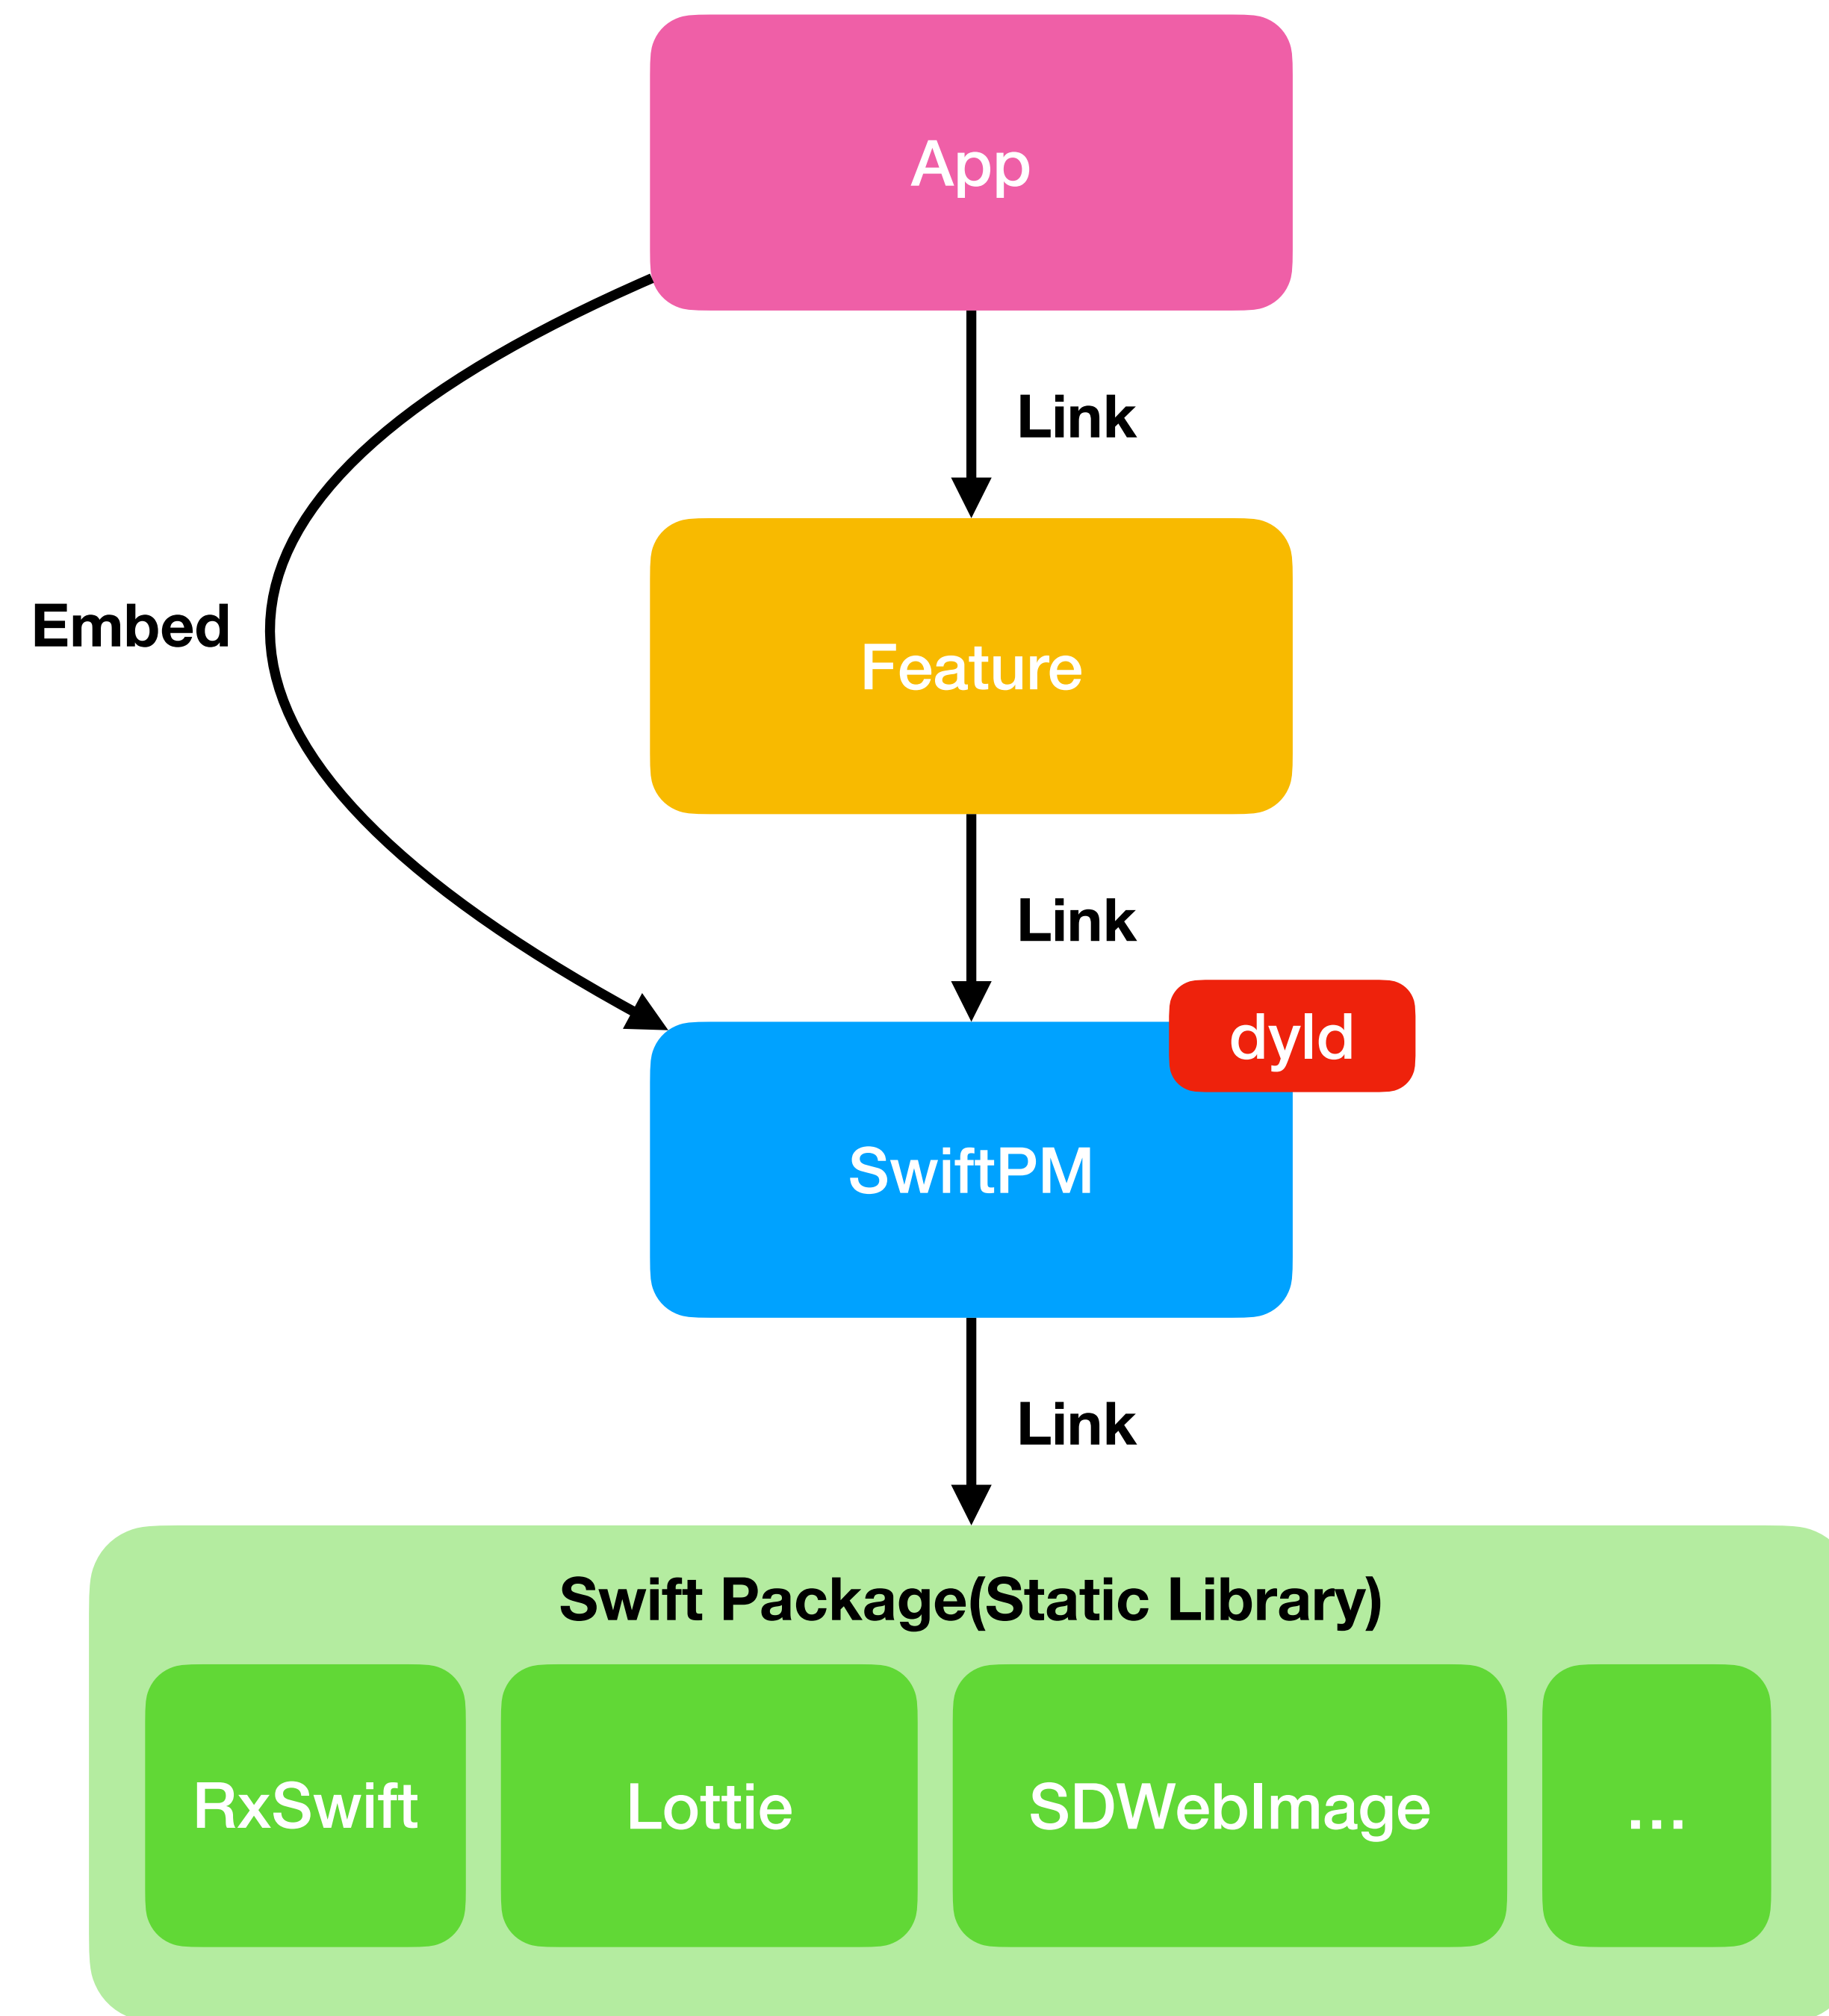 App
Link
Embed
Feature
Link
dyld
SwiftPM
Link
Swift Package(Static Library)
RxSwift
Lottie
SDWebImage
...